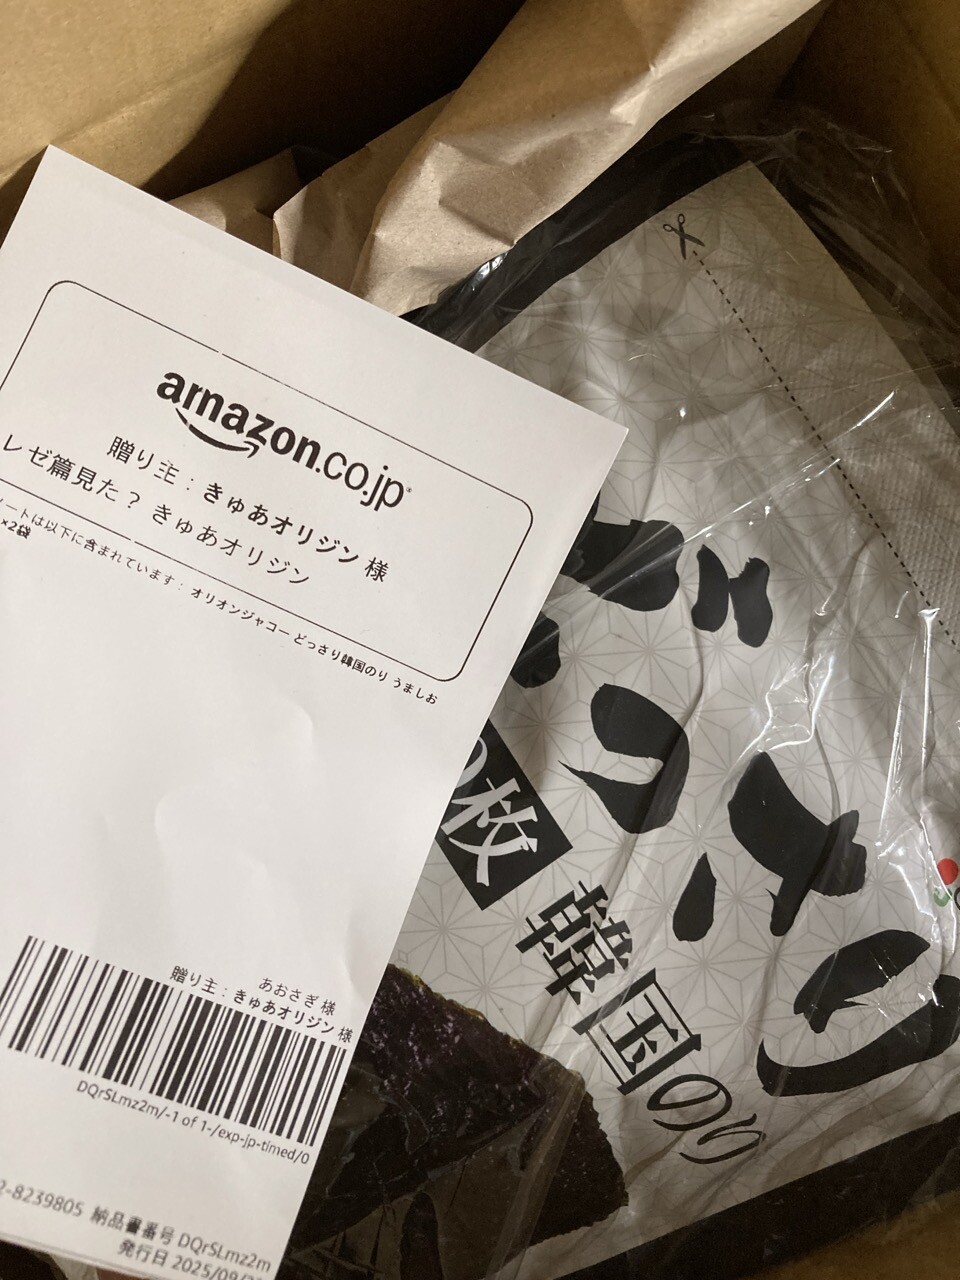 amazon.co.jp
贈り主：きゅあオリジン 様
レゼ篇見た？ きゅあオリジン
ートは以下に含まれています： オリオンジャコー どっさり韓国のり うましお
×2袋
あおさぎ 様
贈り主：きゅあオリジン 様
DQrSLmz2m/-1 of 1-/exp-jp-timed/0
2-8239805 納品書番号 DQrSLmz2m
発行日 2025/09/
どっさり
枚
韓国のり